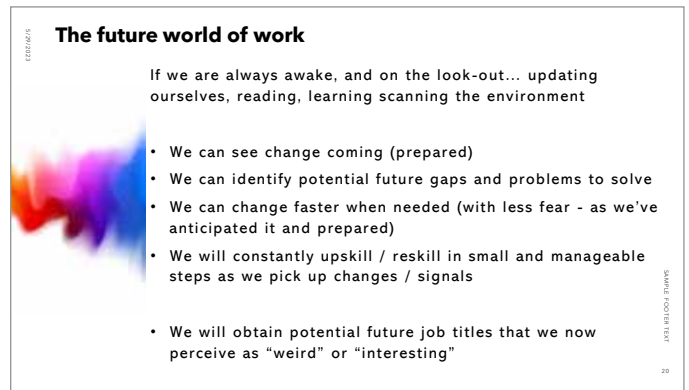 5/29/2023
The future world of work
If we are always awake, and on the look-out... updating
ourselves, reading, learning scanning the environment
• We can see change coming (prepared)
• We can identify potential future gaps and problems to solve
• We can change faster when needed (with less fear - as we’ve
anticipated it and prepared)
• We will constantly upskill / reskill in small and manageable
steps as we pick up changes / signals
• We will obtain potential future job titles that we now
perceive as “weird” or “interesting”
SAMPLE FOOTER TEXT
20